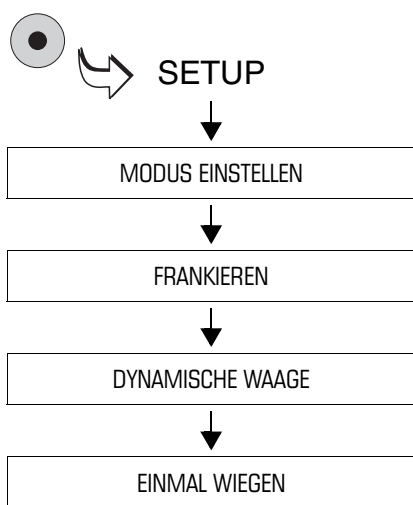 SETUP
MODUS EINSTELLEN
FRANKIEREN
DYNAMISCHE WAAGE
EINMAL WIEGEN